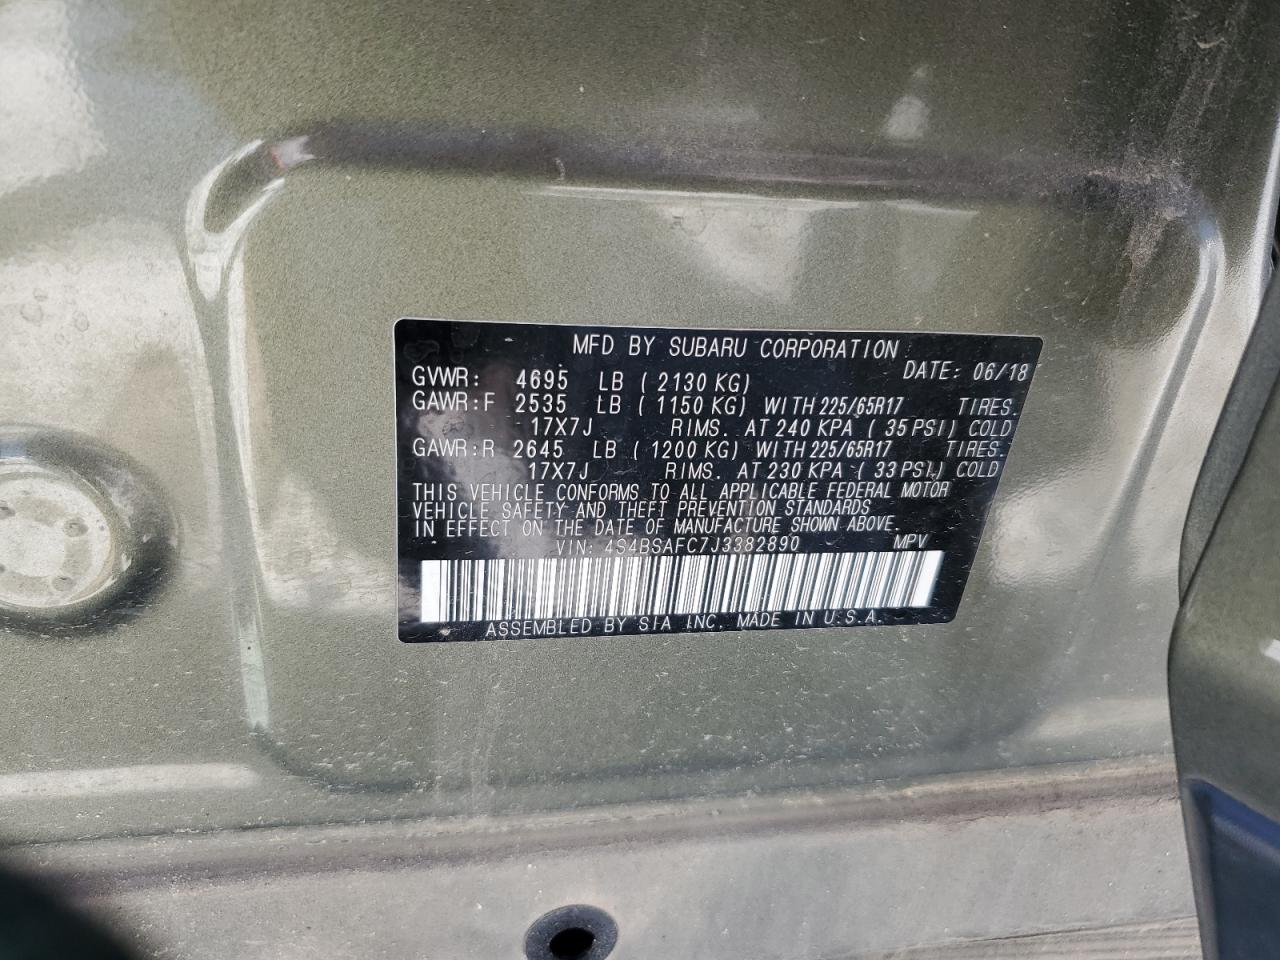 MFD BY SUBARU CORPORATION
DATE: 06/18
GVWR: 4695 LB (2130 KG)
GAWR:F 2535 LB (1150 KG) WITH 225/65R17 TIRES.
17X7J RIMS. AT 240 KPA (35 PSI) COLD
GAWR:R 2645 LB (1200 KG) WITH 225/65R17 TIRES.
17X7J RIMS. AT 230 KPA (33 PSI) COLD
THIS VEHICLE CONFORMS TO ALL APPLICABLE FEDERAL MOTOR
VEHICLE SAFETY AND THEFT PREVENTION STANDARDS
IN EFFECT ON THE DATE OF MANUFACTURE SHOWN ABOVE.
VIN: 4S4BSAFC7J3382890 MPV
ASSEMBLED BY SIA INC. MADE IN U.S.A.